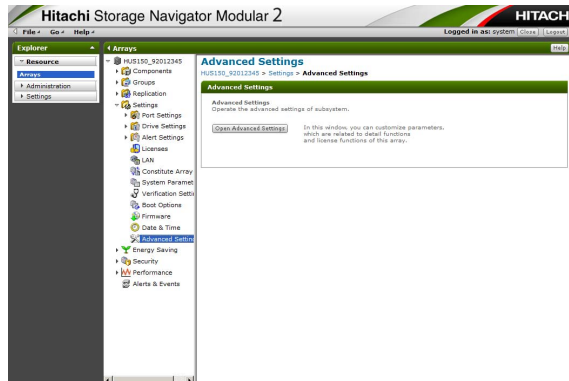 Hitachi Storage Navigator Modular 2
HITACH
File Go Help
Logged in as: system Close Logout
Explorer
Arrays
Help
Resource
Arrays
Administration
Settings
HUS150_92012345
Components
Groups
Replication
Settings
Port Settings
Drive Settings
Alert Settings
Licenses
LAN
Constitute Array
System Paramet
Verification Setti
Boot Options
Firmware
Date & Time
Advanced Settin
Energy Saving
Security
Performance
Alerts & Events
Advanced Settings
HUS150_92012345 > Settings > Advanced Settings
Advanced Settings
Advanced Settings
Operate the advanced settings of subsystem.
Open Advanced Settings
In this window, you can customize parameters,
which are related to detail functions
and license functions of this array.